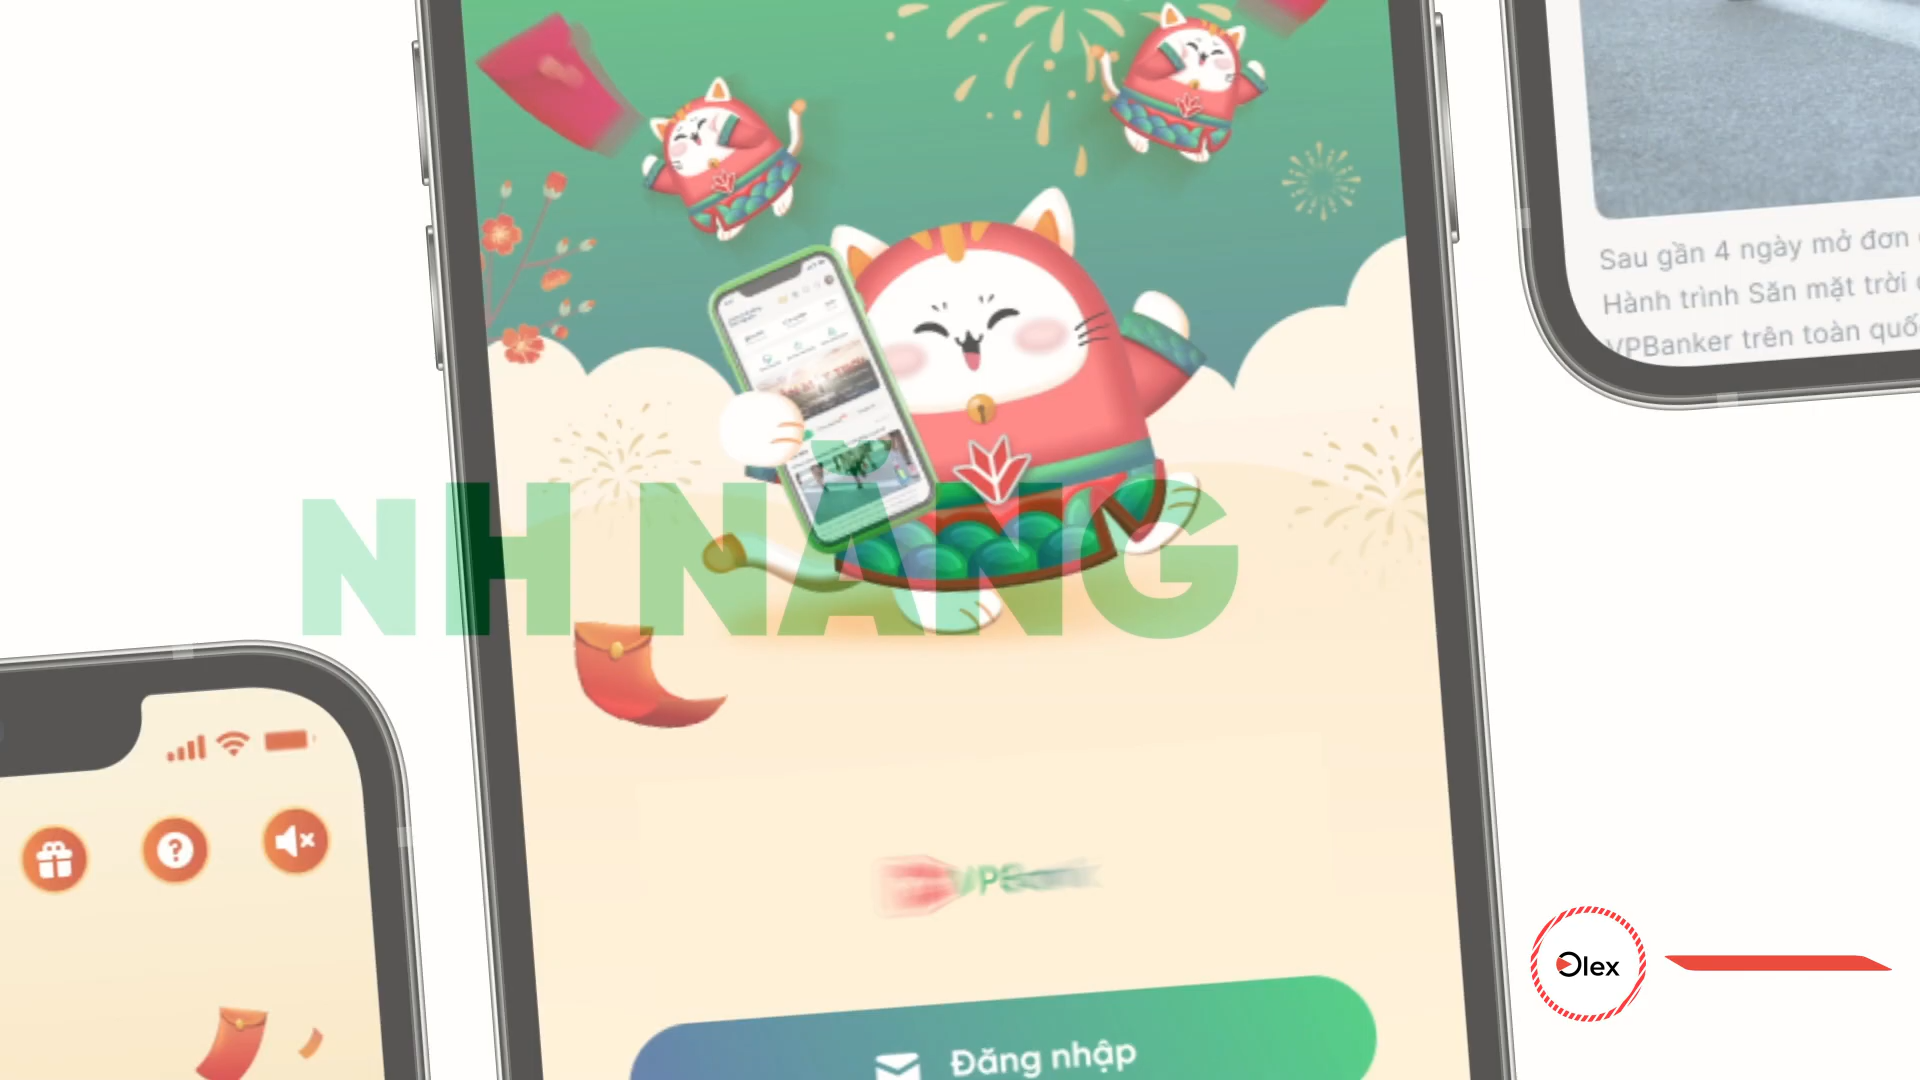 Sau gần 4 ngày mở đơn
Hành trình Săn mặt trời
VPBanker trên toàn quố
NH NĂNG
VPBank
Đăng nhập
Olex